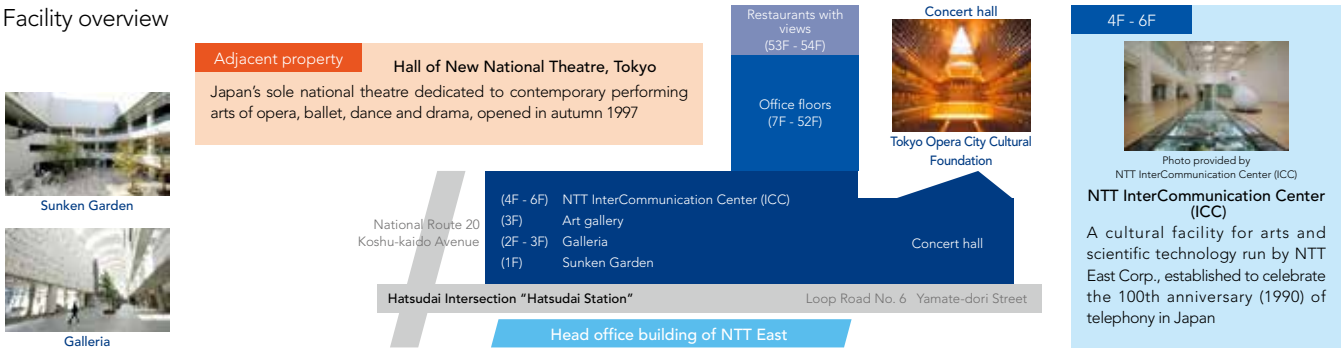 Facility overview
Sunken Garden
Galleria
Adjacent property
Hall of New National Theatre, Tokyo
Japan's sole national theatre dedicated to contemporary performing
arts of opera, ballet, dance and drama, opened in autumn 1997
Restaurants with
views
(53F - 54F)
Office floors
(7F - 52F)
Concert hall
Tokyo Opera City Cultural
Foundation
National Route 20
Koshu-kaido Avenue
(4F - 6F) NTT InterCommunication Center (ICC)
(3F) Art gallery
(2F - 3F) Galleria
(1F) Sunken Garden
Concert hall
Hatsudai Intersection "Hatsudai Station"
Loop Road No. 6 Yamate-dori Street
Head office building of NTT East
4F - 6F
Photo provided by
NTT InterCommunication Center (ICC)
NTT InterCommunication Center
(ICC)
A cultural facility for arts and
scientific technology run by NTT
East Corp., established to celebrate
the 100th anniversary (1990) of
telephony in Japan